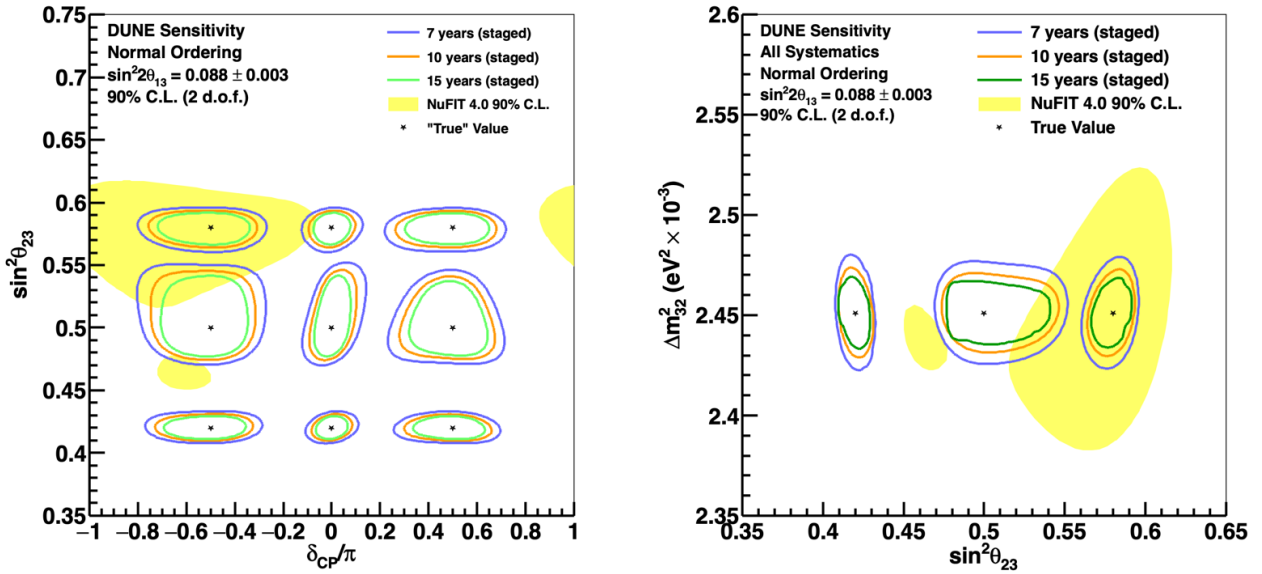 DUNE Sensitivity
Normal Ordering
sin²2θ₁₃ = 0.088 ± 0.003
90% C.L. (2 d.o.f.)
7 years (staged)
10 years (staged)
15 years (staged)
NuFIT 4.0 90% C.L.
"True" Value
0.75
0.7
0.65
0.6
0.55
0.5
0.45
0.4
0.35
sin²θ₂₃
−1 −0.8 −0.6 −0.4 −0.2 0 0.2 0.4 0.6 0.8 1
δCP/π
DUNE Sensitivity
All Systematics
Normal Ordering
sin²2θ₁₃ = 0.088 ± 0.003
90% C.L. (2 d.o.f.)
7 years (staged)
10 years (staged)
15 years (staged)
NuFIT 4.0 90% C.L.
True Value
2.6
2.55
2.5
2.45
2.4
2.35
Δm²₃₂ (eV² × 10⁻³)
0.35 0.4 0.45 0.5 0.55 0.6 0.65
sin²θ₂₃